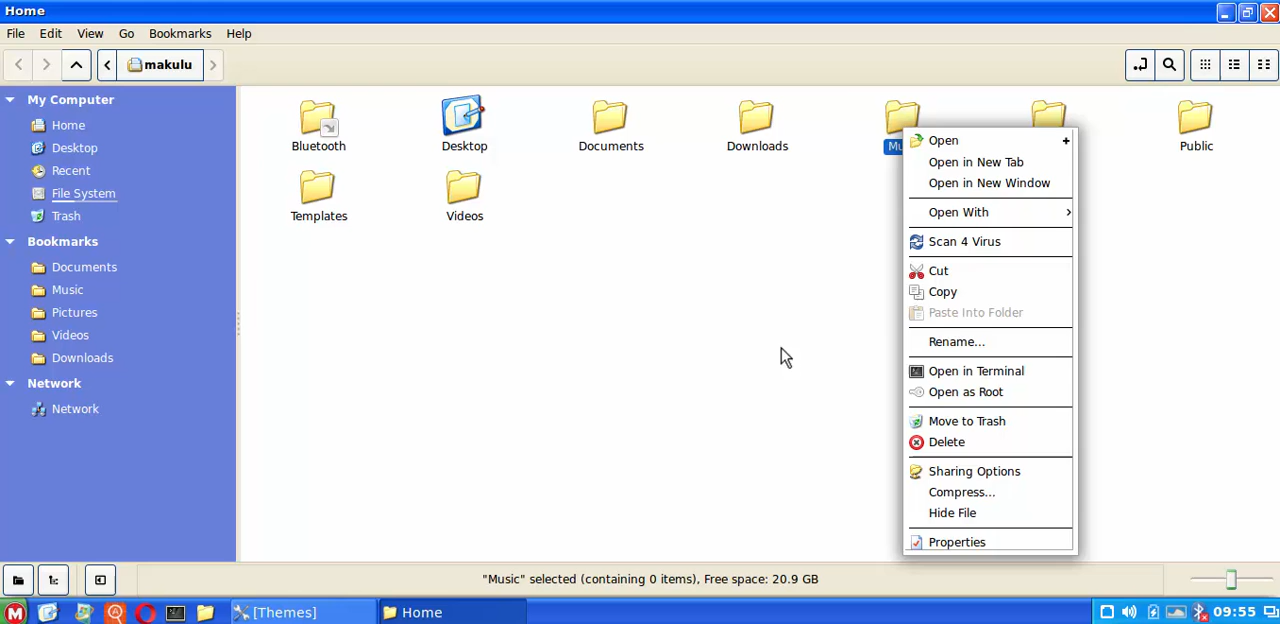 Home
File Edit View Go Bookmarks Help
makulu
My Computer
Home
Desktop
Recent
File System
Trash
Bookmarks
Documents
Music
Pictures
Videos
Downloads
Network
Network
Bluetooth Desktop Documents Downloads Public
Templates Videos
Open +
Open in New Tab
Open in New Window
Open With
Scan 4 Virus
Cut
Copy
Paste Into Folder
Rename...
Open in Terminal
Open as Root
Move to Trash
Delete
Sharing Options
Compress...
Hide File
Properties
"Music" selected (containing 0 items), Free space: 20.9 GB
M [Themes] Home 09:55